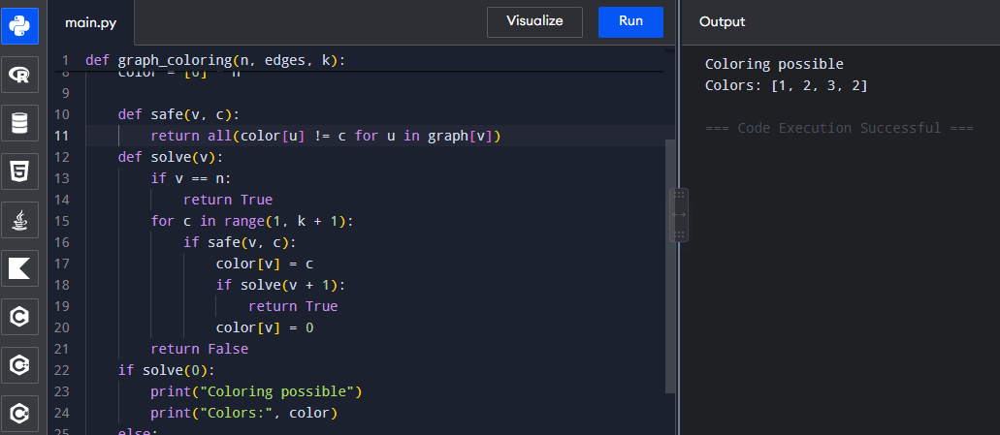 main.py
Visualize
Run
Output
1 def graph_coloring(n, edges, k):
8 color = [0] * n
9
10 def safe(v, c):
11 return all(color[u] != c for u in graph[v])
12 def solve(v):
13 if v == n:
14 return True
15 for c in range(1, k + 1):
16 if safe(v, c):
17 color[v] = c
18 if solve(v + 1):
19 return True
20 color[v] = 0
21 return False
22 if solve(0):
23 print("Coloring possible")
24 print("Colors:", color)
25 else:
Coloring possible
Colors: [1, 2, 3, 2]
=== Code Execution Successful ===